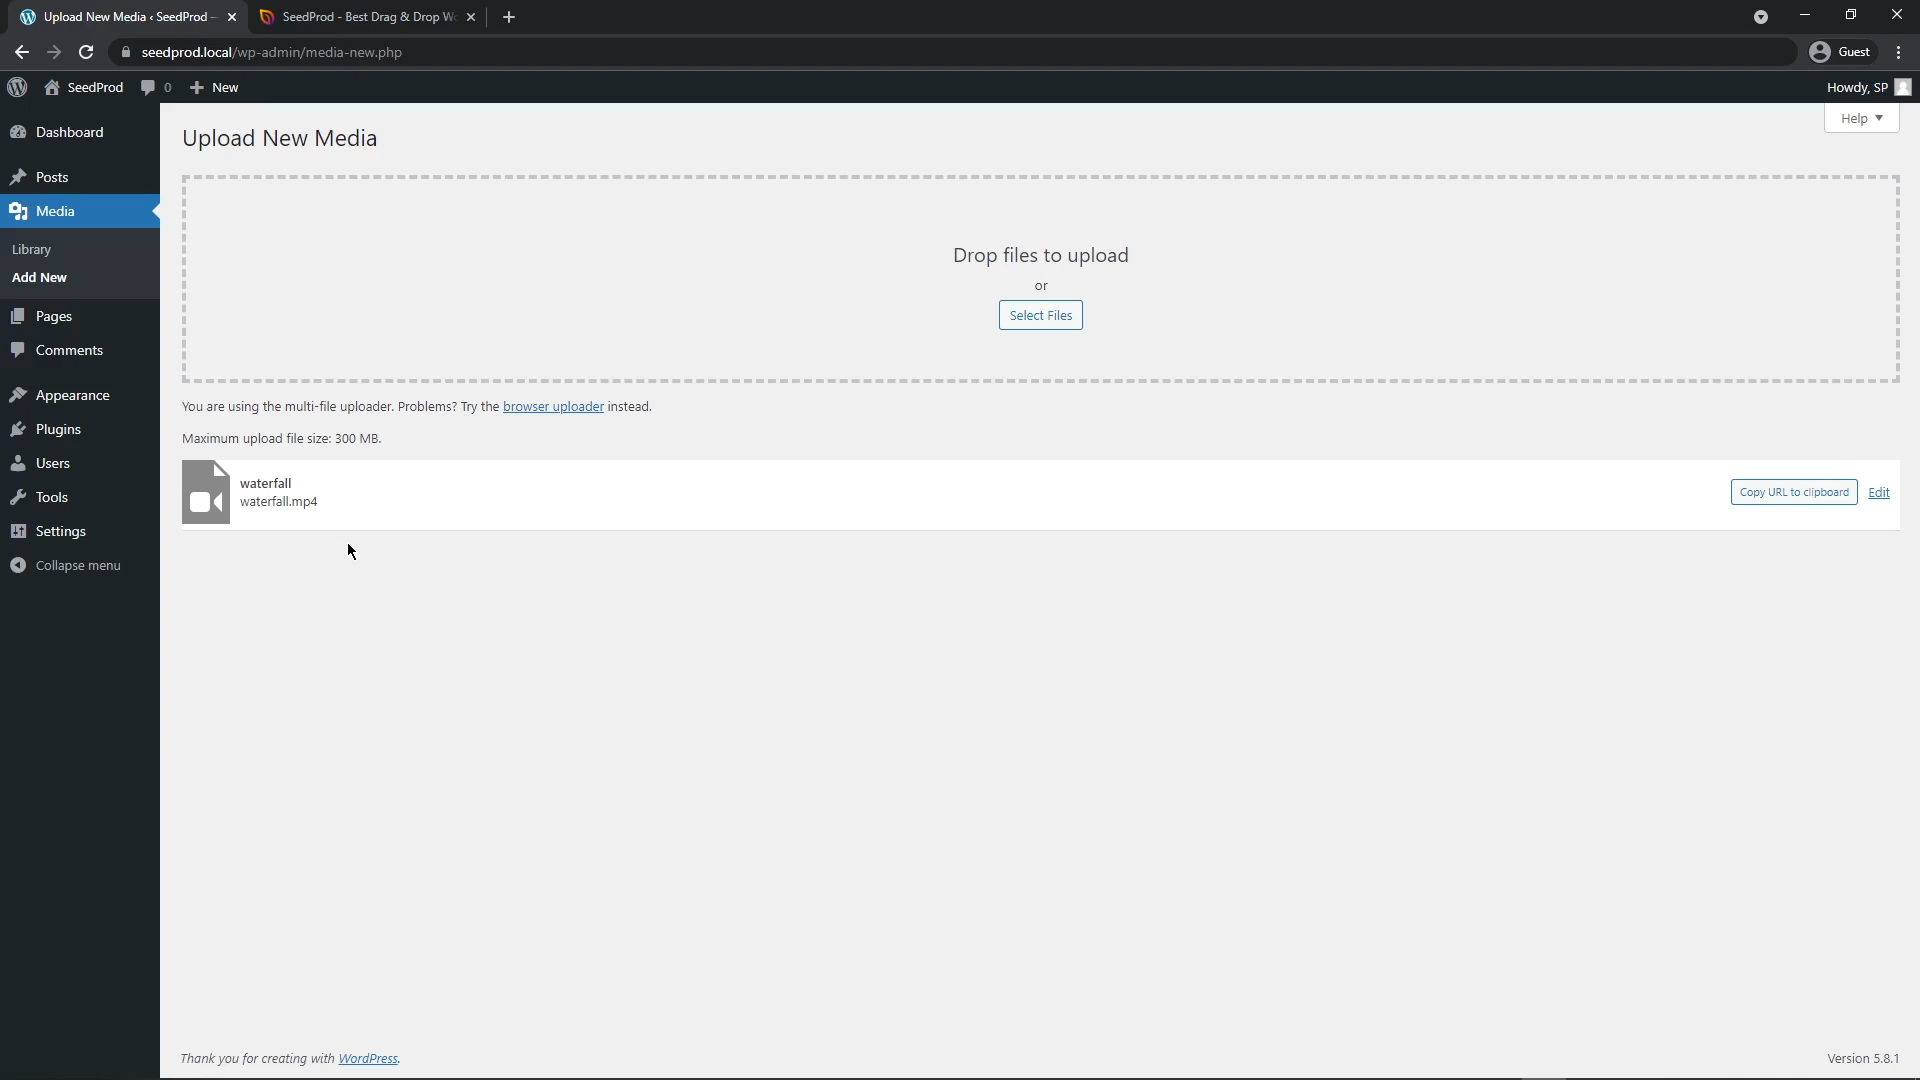 Upload New Media ‹ SeedProd —
SeedProd - Best Drag & Drop Wo
seedprod.local/wp-admin/media-new.php
Guest
SeedProd
0
New
Howdy, SP
Help
Dashboard
Posts
Media
Library
Add New
Pages
Comments
Appearance
Plugins
Users
Tools
Settings
Collapse menu
Upload New Media
Drop files to upload
or
Select Files
You are using the multi-file uploader. Problems? Try the browser uploader instead.
Maximum upload file size: 300 MB.
waterfall
waterfall.mp4
Copy URL to clipboard
Edit
Thank you for creating with WordPress.
Version 5.8.1